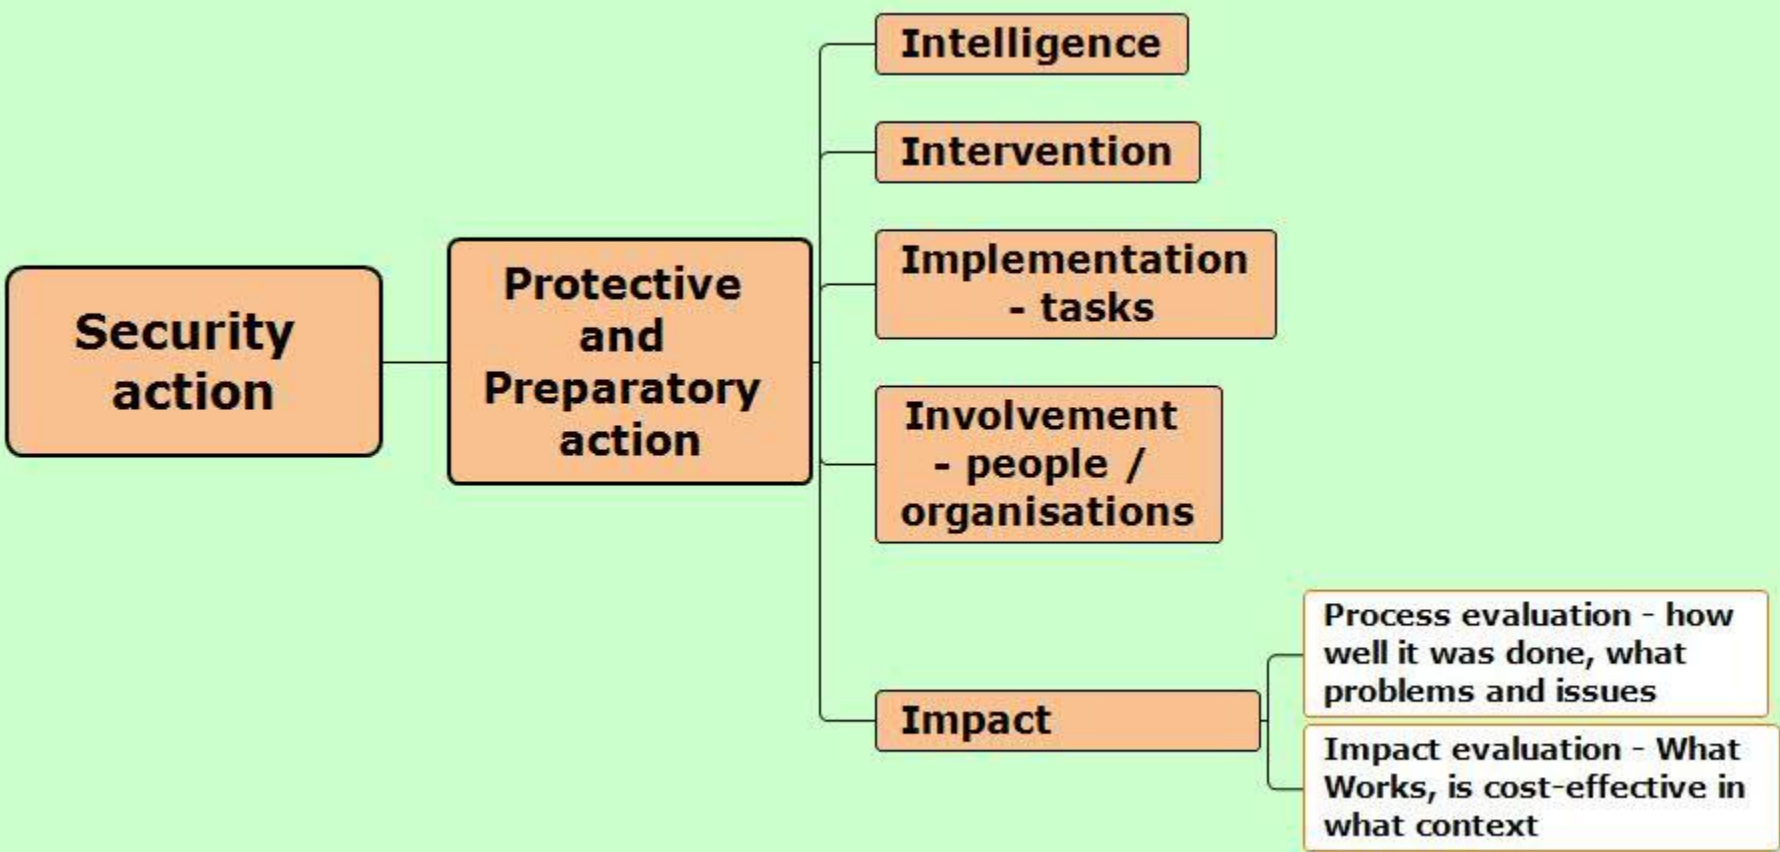 Security
action
Protective
and
Preparatory
action
Intelligence
Intervention
Implementation
- tasks
Involvement
- people /
organisations
Impact
Process evaluation - how
well it was done, what
problems and issues
Impact evaluation - What
Works, is cost-effective in
what context